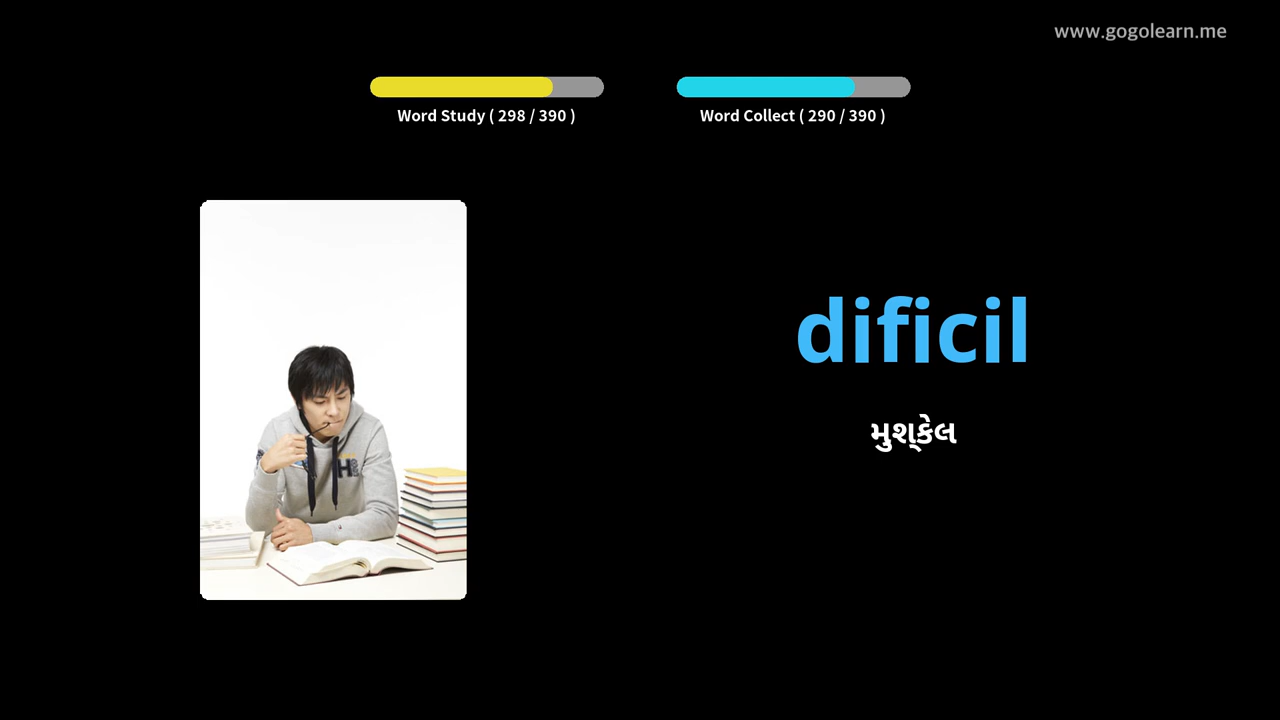 www.gogolearn.me
Word Study ( 298 / 390 )
Word Collect ( 290 / 390 )
dificil
મુશ્કેલ
H